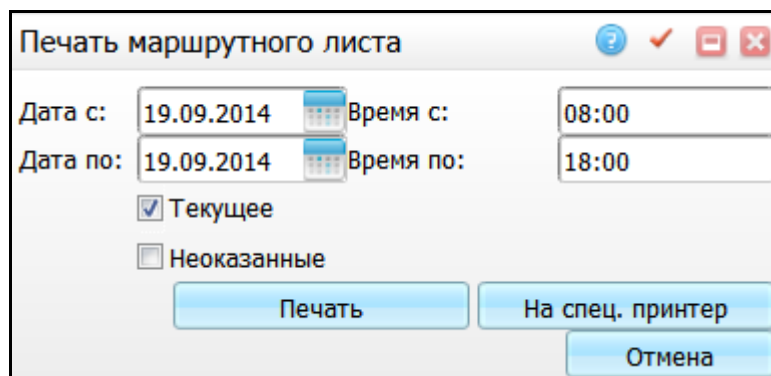 Печать маршрутного листа
Дата с: 19.09.2014 Время с: 08:00
Дата по: 19.09.2014 Время по: 18:00
Текущее
Неоказанные
Печать На спец. принтер
Отмена